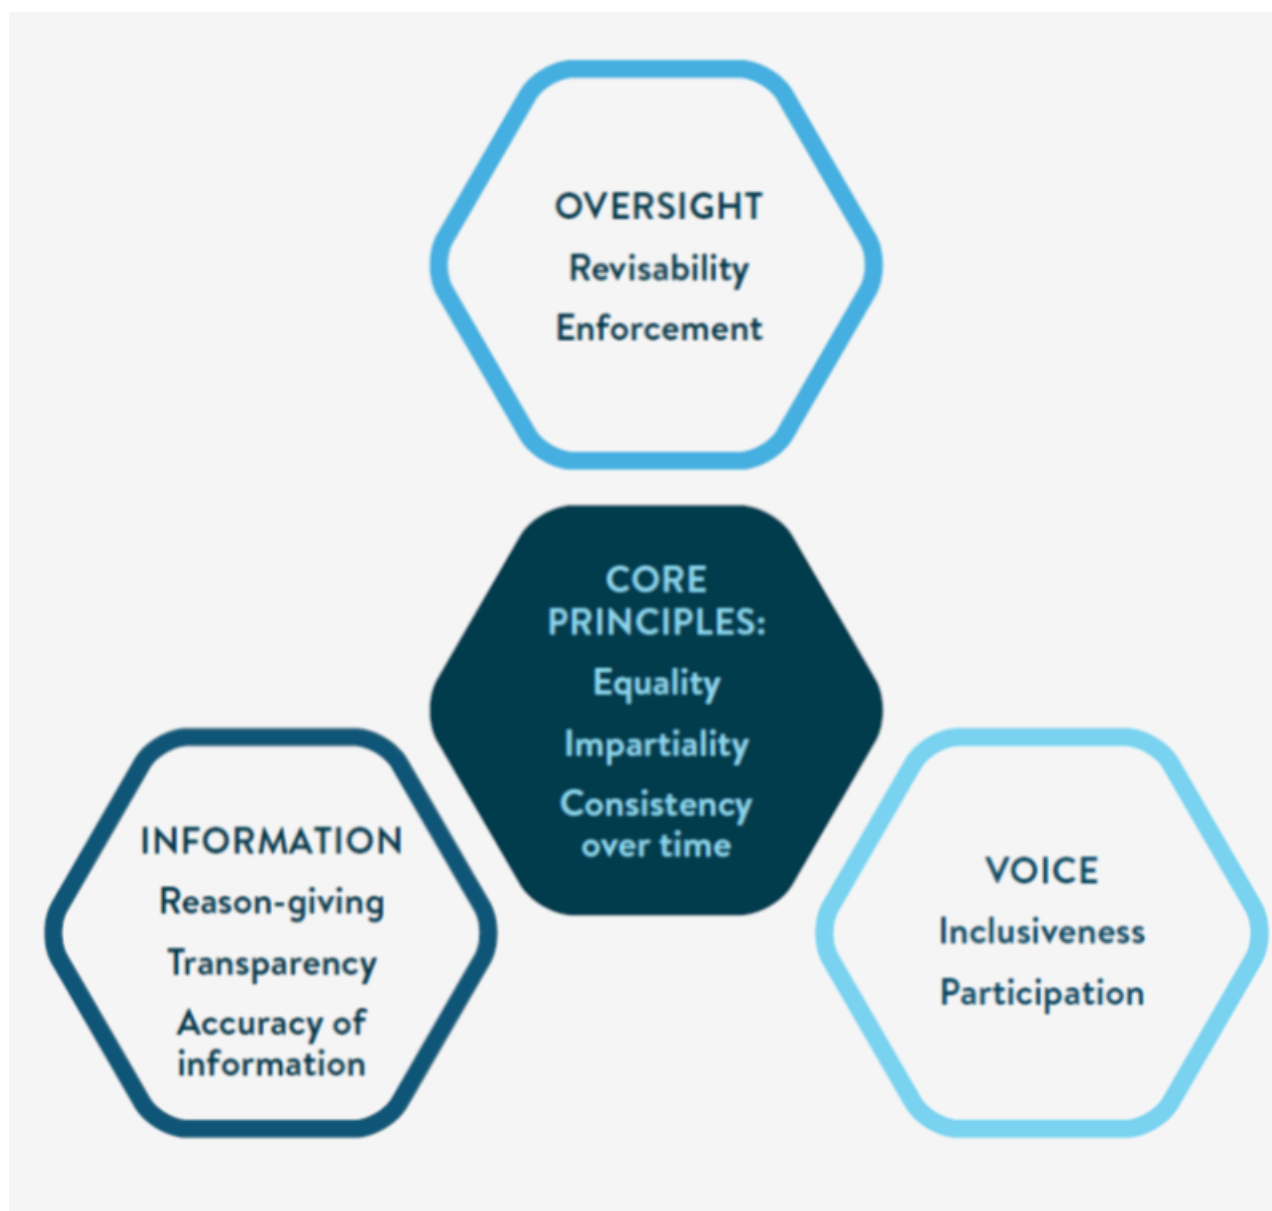 OVERSIGHT
Revisability
Enforcement
CORE
PRINCIPLES:
Equality
Impartiality
Consistency
over time
INFORMATION
Reason-giving
Transparency
Accuracy of
information
VOICE
Inclusiveness
Participation